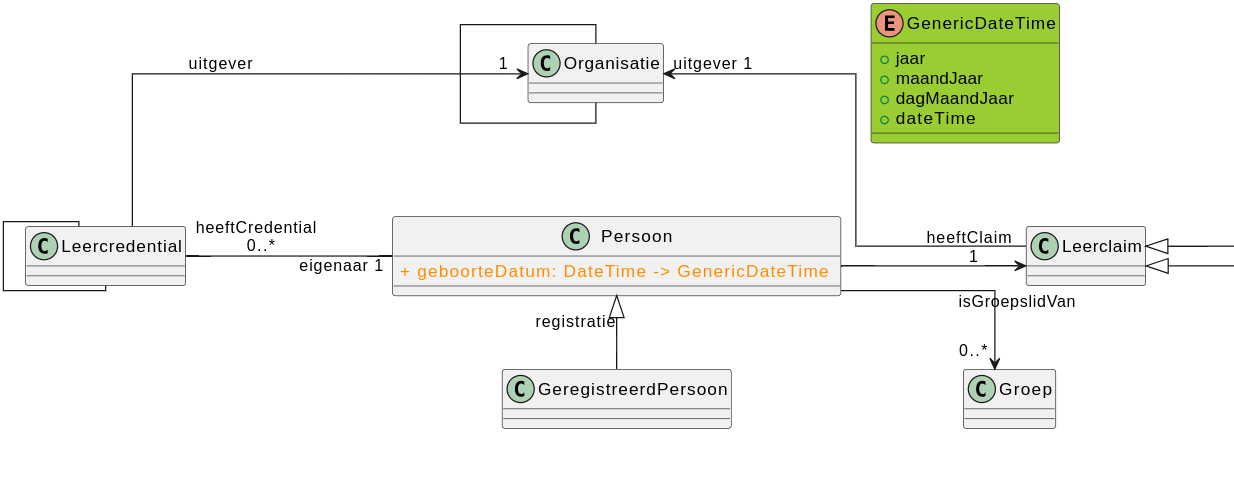 E GenericDateTime
jaar
maandJaar
dagMaandJaar
dateTime
uitgever
1
C Organisatie
uitgever 1
heeftCredential
0..*
C Leercredential
eigenaar 1
C Persoon
+ geboorteDatum: DateTime -> GenericDateTime
heeftClaim
1
C Leerclaim
isGroepslidVan
registratie
0..*
C GeregistreerdPersoon
C Groep